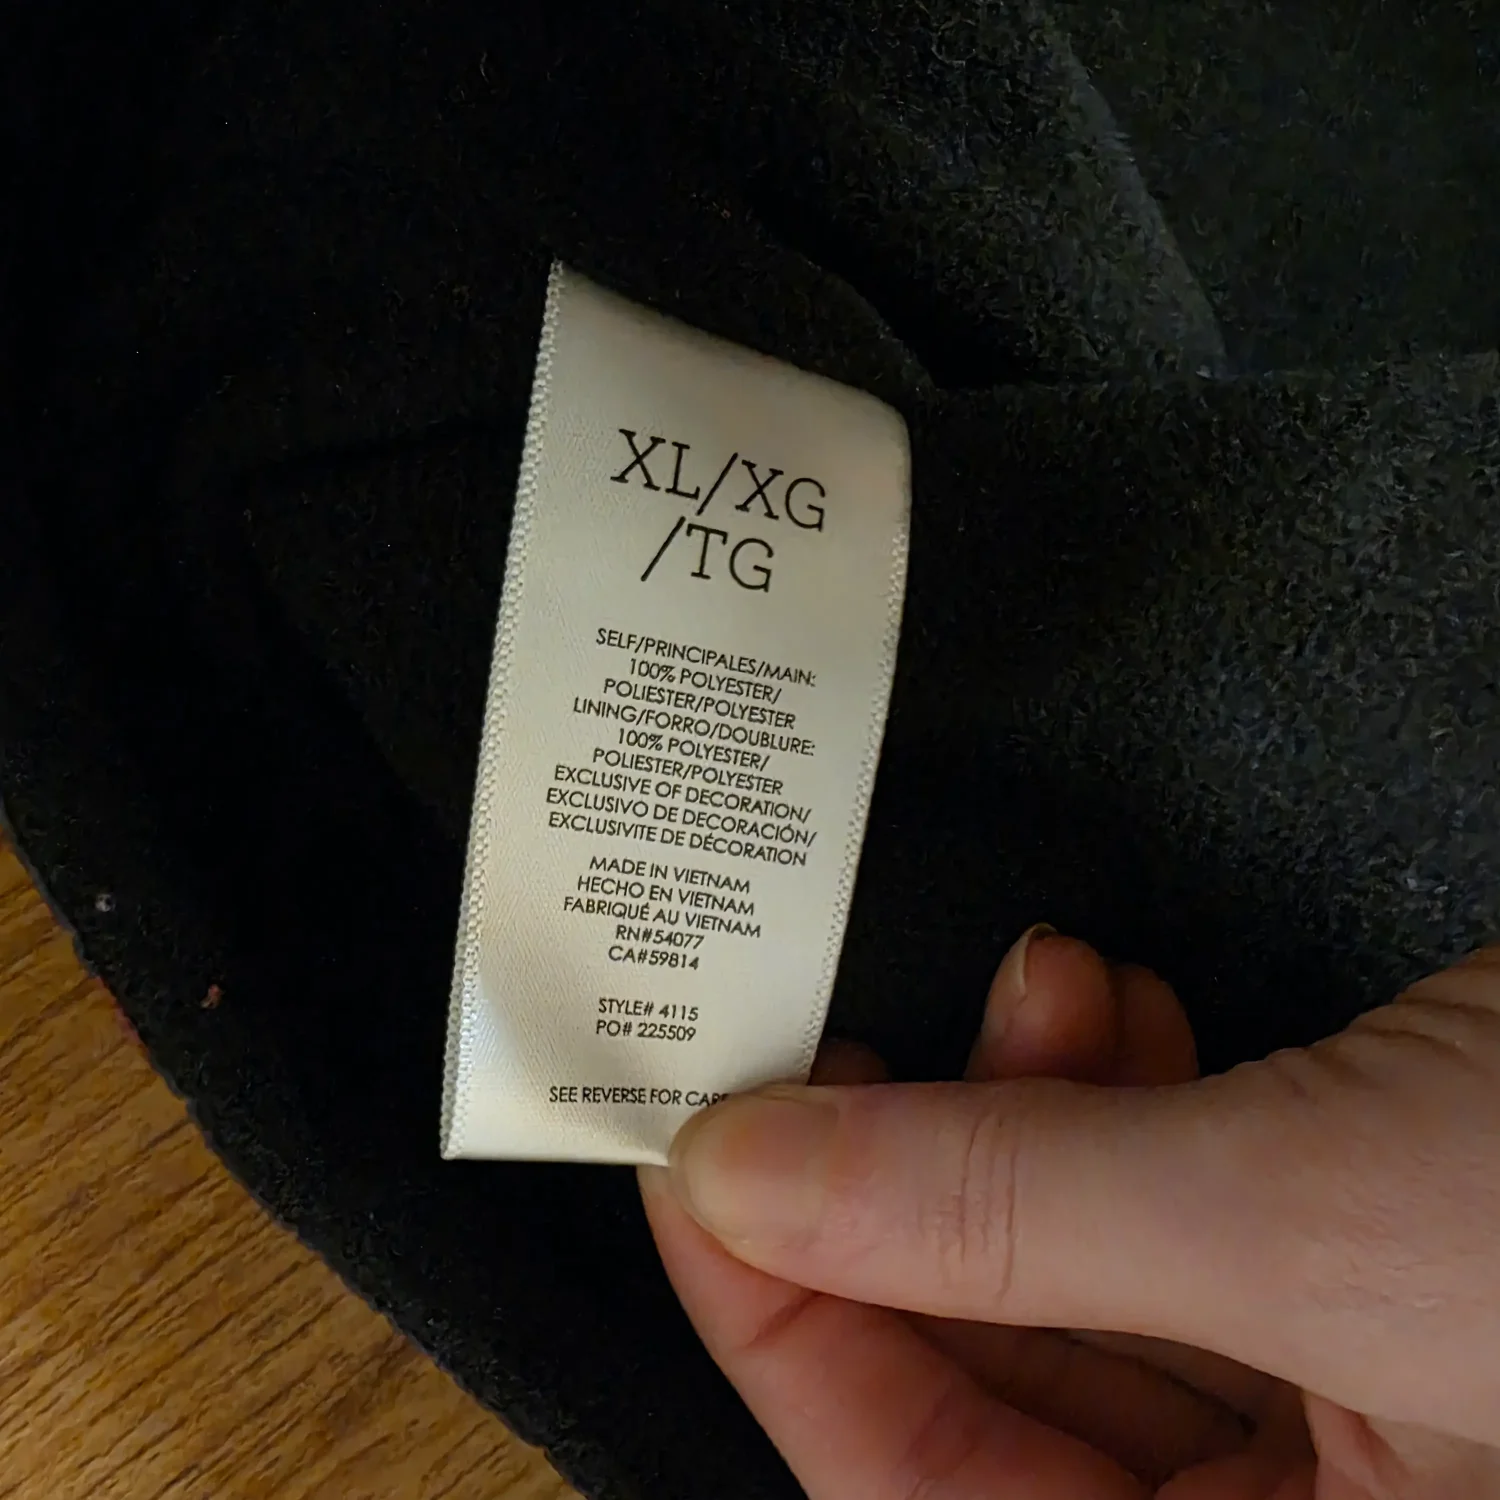 XL/XG
/TG
SELF/PRINCIPALES/MAIN:
100% POLYESTER/
POLIESTER/POLYESTER
LINING/FORRO/DOUBLURE:
100% POLYESTER/
POLIESTER/POLYESTER
EXCLUSIVE OF DECORATION/
EXCLUSIVO DE DECORACIÓN/
EXCLUSIVITE DE DÉCORATION
MADE IN VIETNAM
HECHO EN VIETNAM
FABRIQUÉ AU VIETNAM
RN#54077
CA#59814
STYLE# 4115
PO# 225509
SEE REVERSE FOR